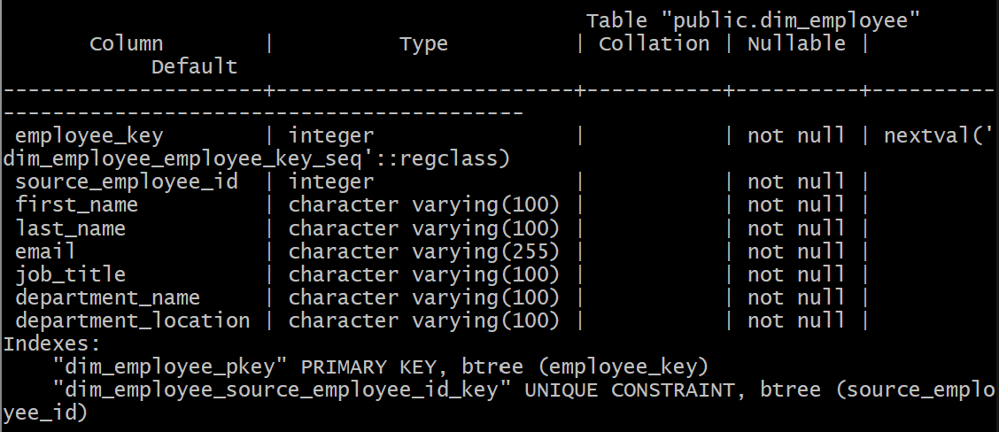 Table "public.dim_employee"
       Column        |          Type          | Collation | Nullable |
            Default
---------------------+------------------------+-----------+----------+----------
------------------------------------------
 employee_key        | integer                |           | not null | nextval('
dim_employee_employee_key_seq'::regclass)
 source_employee_id  | integer                |           | not null |
 first_name          | character varying(100) |           | not null |
 last_name           | character varying(100) |           | not null |
 email               | character varying(255) |           | not null |
 job_title           | character varying(100) |           | not null |
 department_name     | character varying(100) |           | not null |
 department_location | character varying(100) |           | not null |
Indexes:
    "dim_employee_pkey" PRIMARY KEY, btree (employee_key)
    "dim_employee_source_employee_id_key" UNIQUE CONSTRAINT, btree (source_emplo
yee_id)